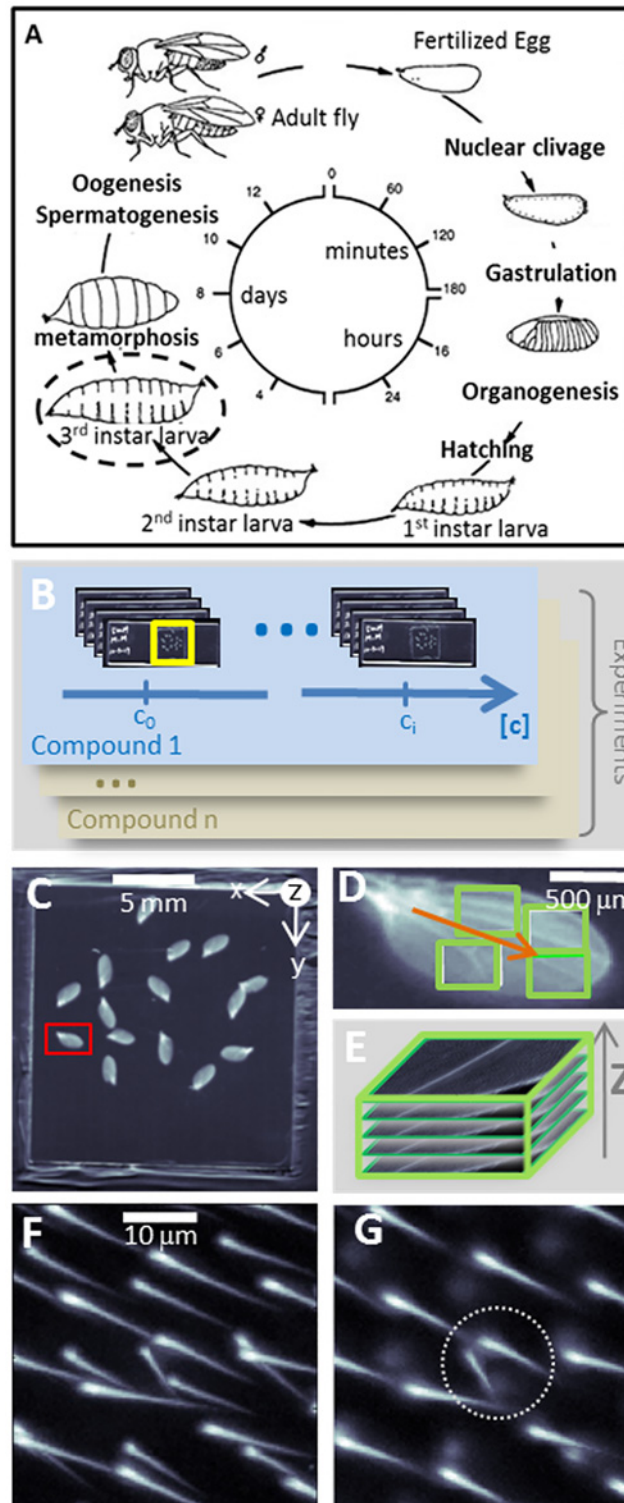 A
♂
Fertilized Egg
♀ Adult fly
Nuclear clivage
Oogenesis
Spermatogenesis
0
12
60
10
minutes
120
Gastrulation
8
days
180
metamorphosis
hours
6
16
4
24
Organogenesis
3rd instar larva
Hatching
2nd instar larva
1st instar larva
B
c0
ci
[c]
Compound 1
Compound n
Experiments
C
5 mm
x
z
y
D
500 μm
E
Z
F
10 μm
G